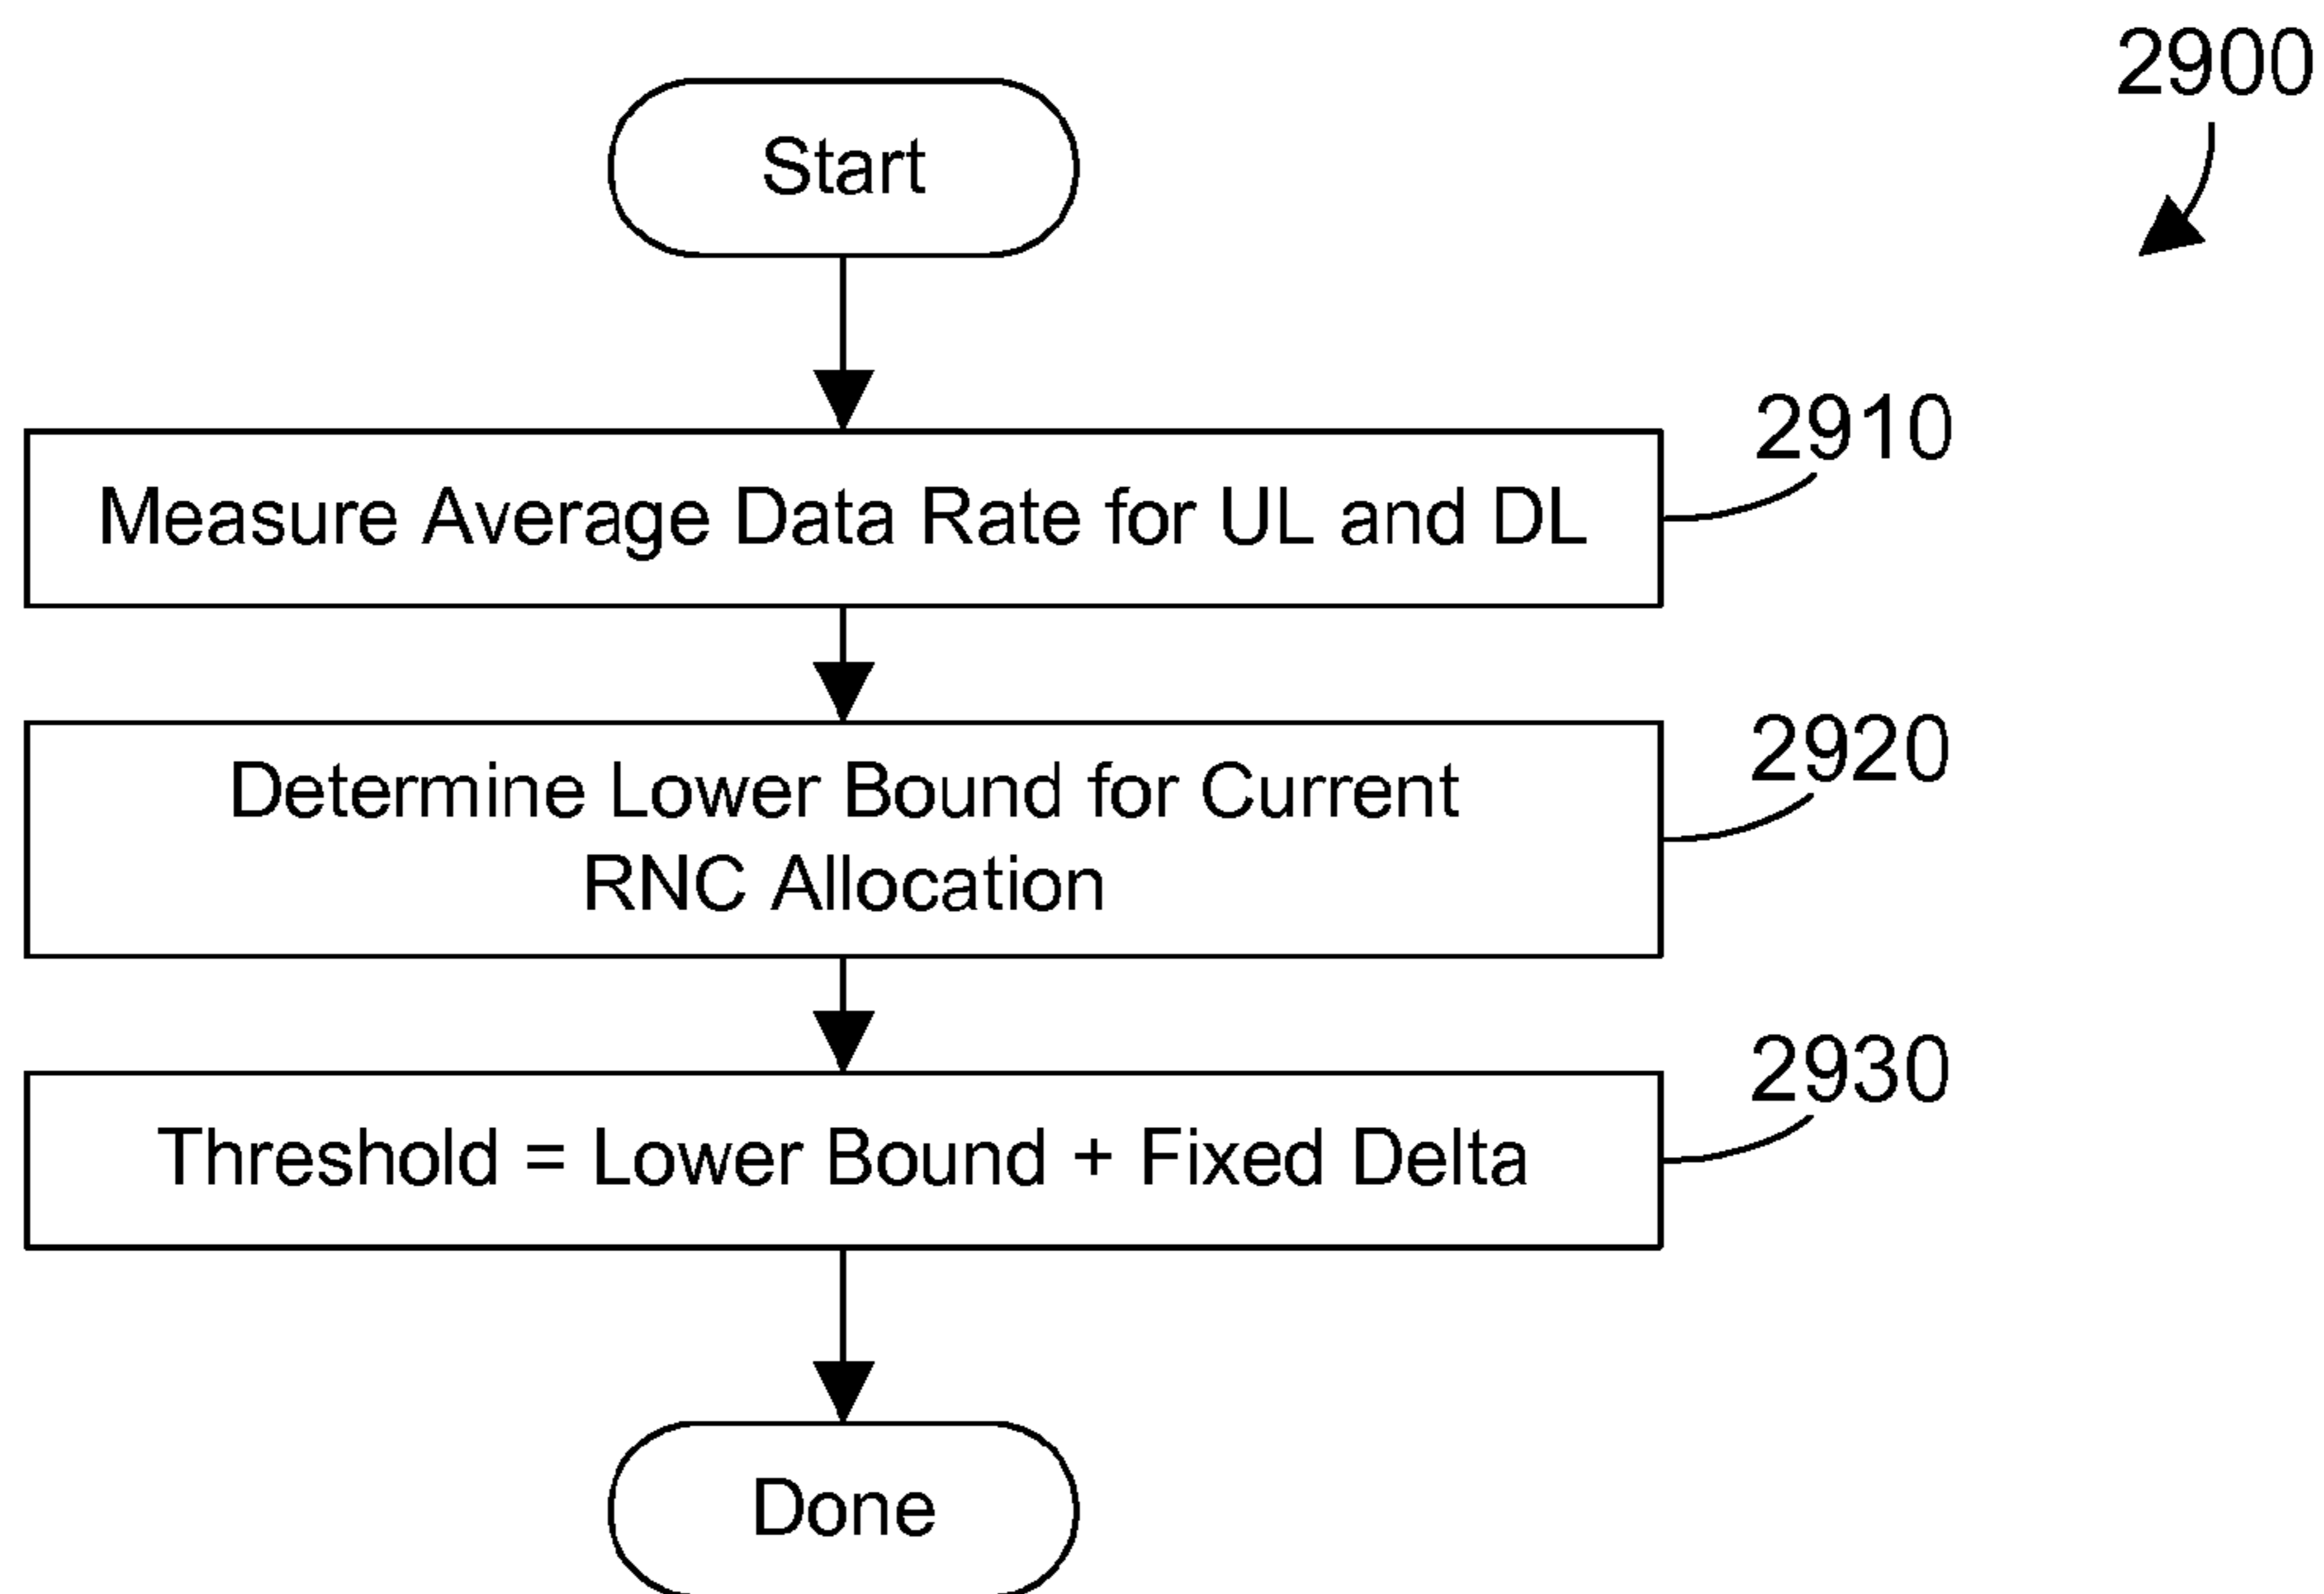 2900
Start
2910
Measure Average Data Rate for UL and DL
2920
Determine Lower Bound for Current
RNC Allocation
2930
Threshold = Lower Bound + Fixed Delta
Done